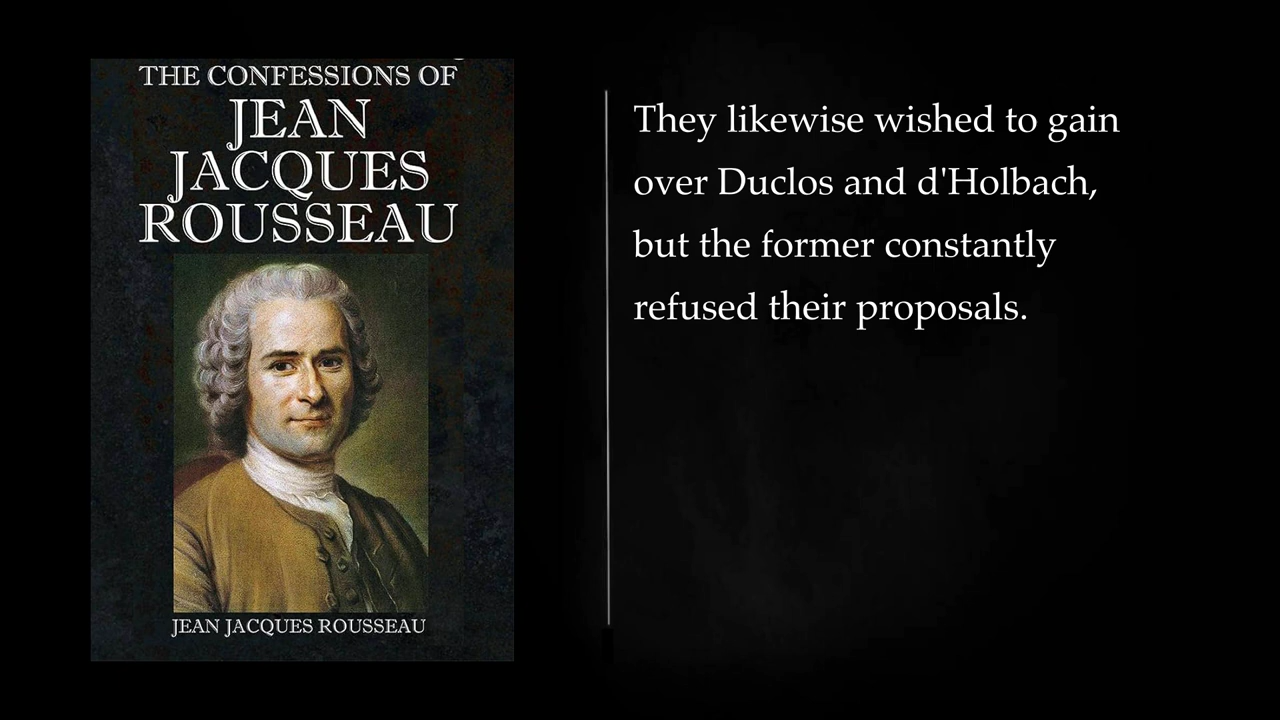 THE CONFESSIONS OF
JEAN
JACQUES
ROUSSEAU
JEAN JACQUES ROUSSEAU
They likewise wished to gain
over Duclos and d'Holbach,
but the former constantly
refused their proposals.